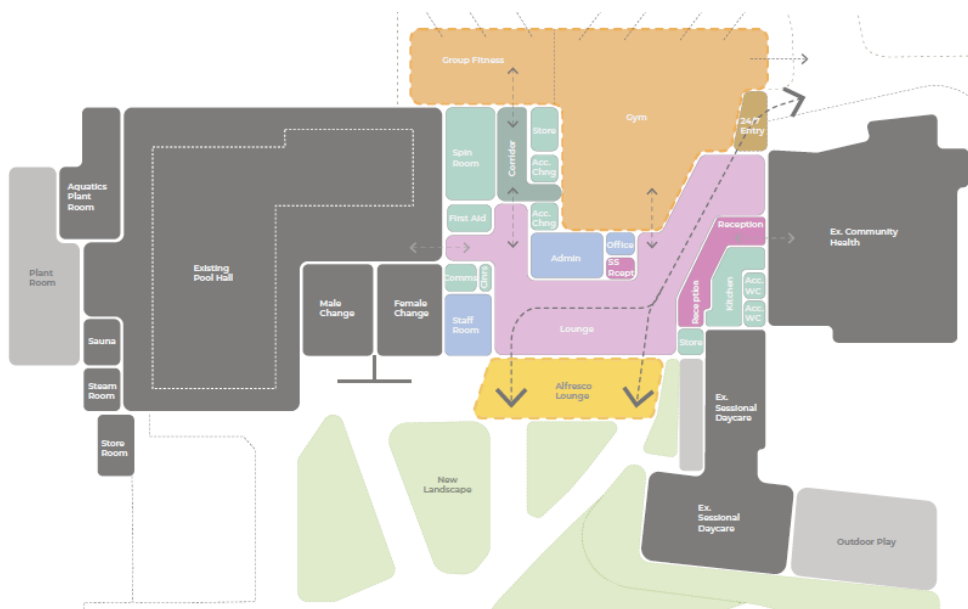 Group Fitness
Gym
24/7
Entry
Store
Corridor
Spin
Room
Acc.
Chng
Aquatics
Plant
Room
First Aid
Acc.
Chng
Reception
Ex. Community
Health
Office
Admin
SS
Rcept
Plant
Room
Existing
Pool Hall
Comms
Clnrs
Kitchen
Acc.
WC
Reception
Male
Change
Female
Change
Staff
Room
Lounge
Acc.
WC
Sauna
Store
Steam
Room
Alfresco
Lounge
Ex.
Sessional
Daycare
Store
Room
New
Landscape
Ex.
Sessional
Daycare
Outdoor Play